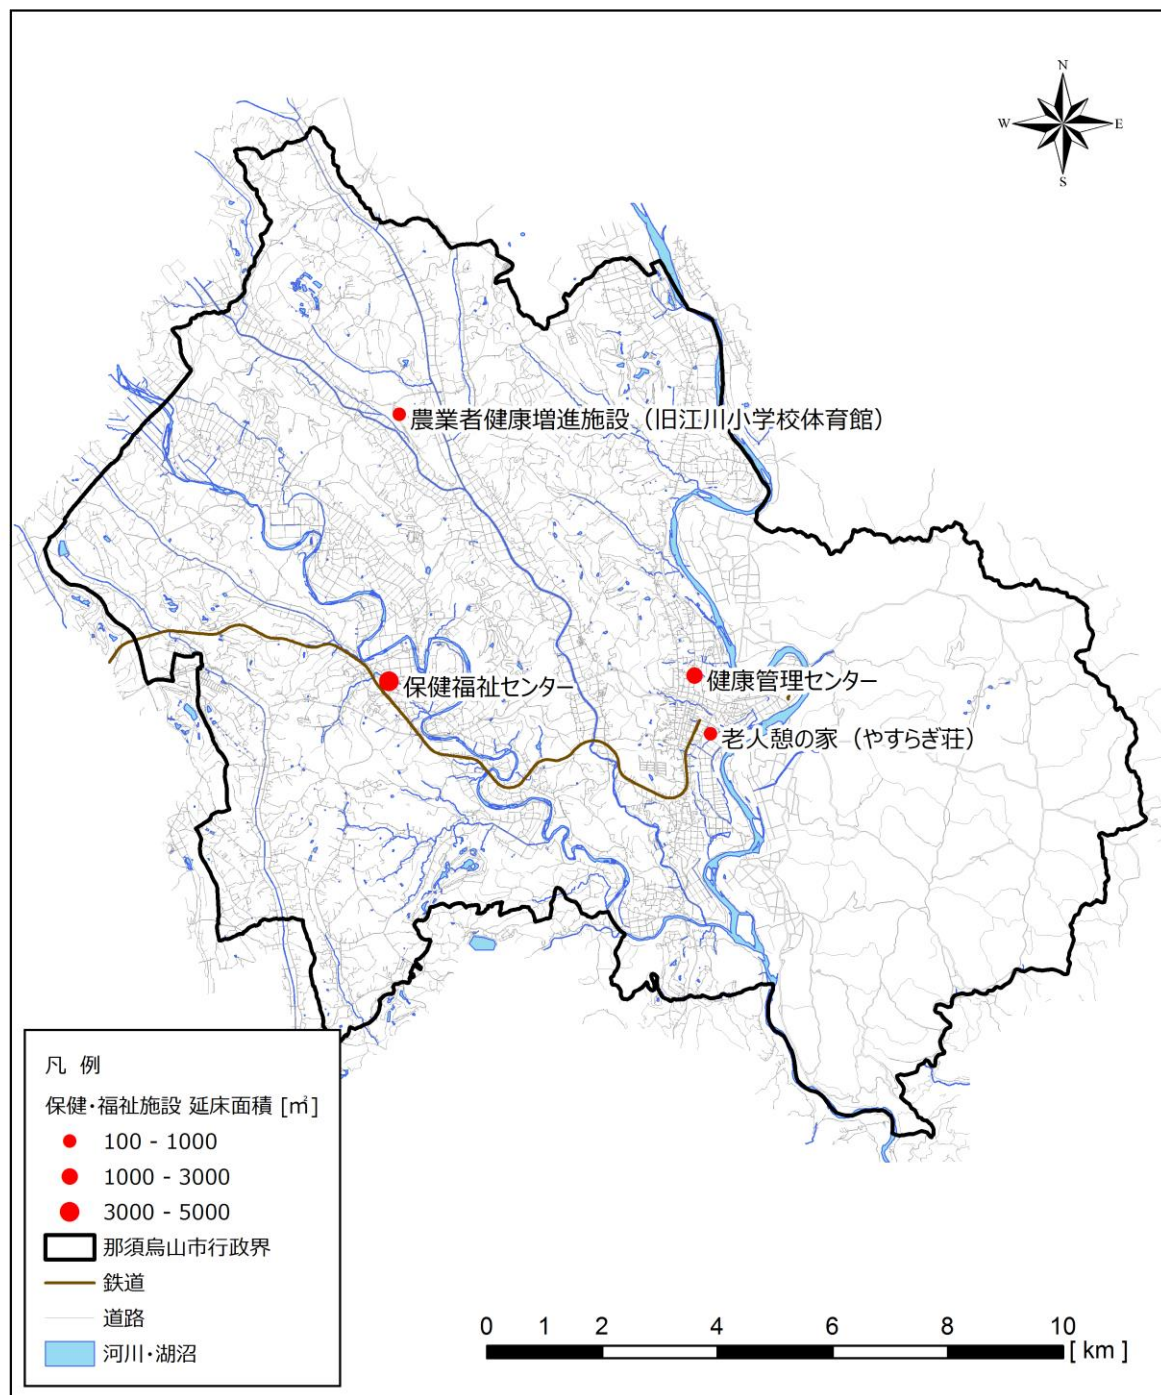 N
W E
S
農業者健康増進施設（旧江川小学校体育館）
保健福祉センター
健康管理センター
老人憩の家（やすらぎ荘）
凡 例
保健・福祉施設 延床面積 [㎡]
100 - 1000
1000 - 3000
3000 - 5000
那須烏山市行政界
鉄道
道路
河川・湖沼
0 1 2 4 6 8 10
[ km ]